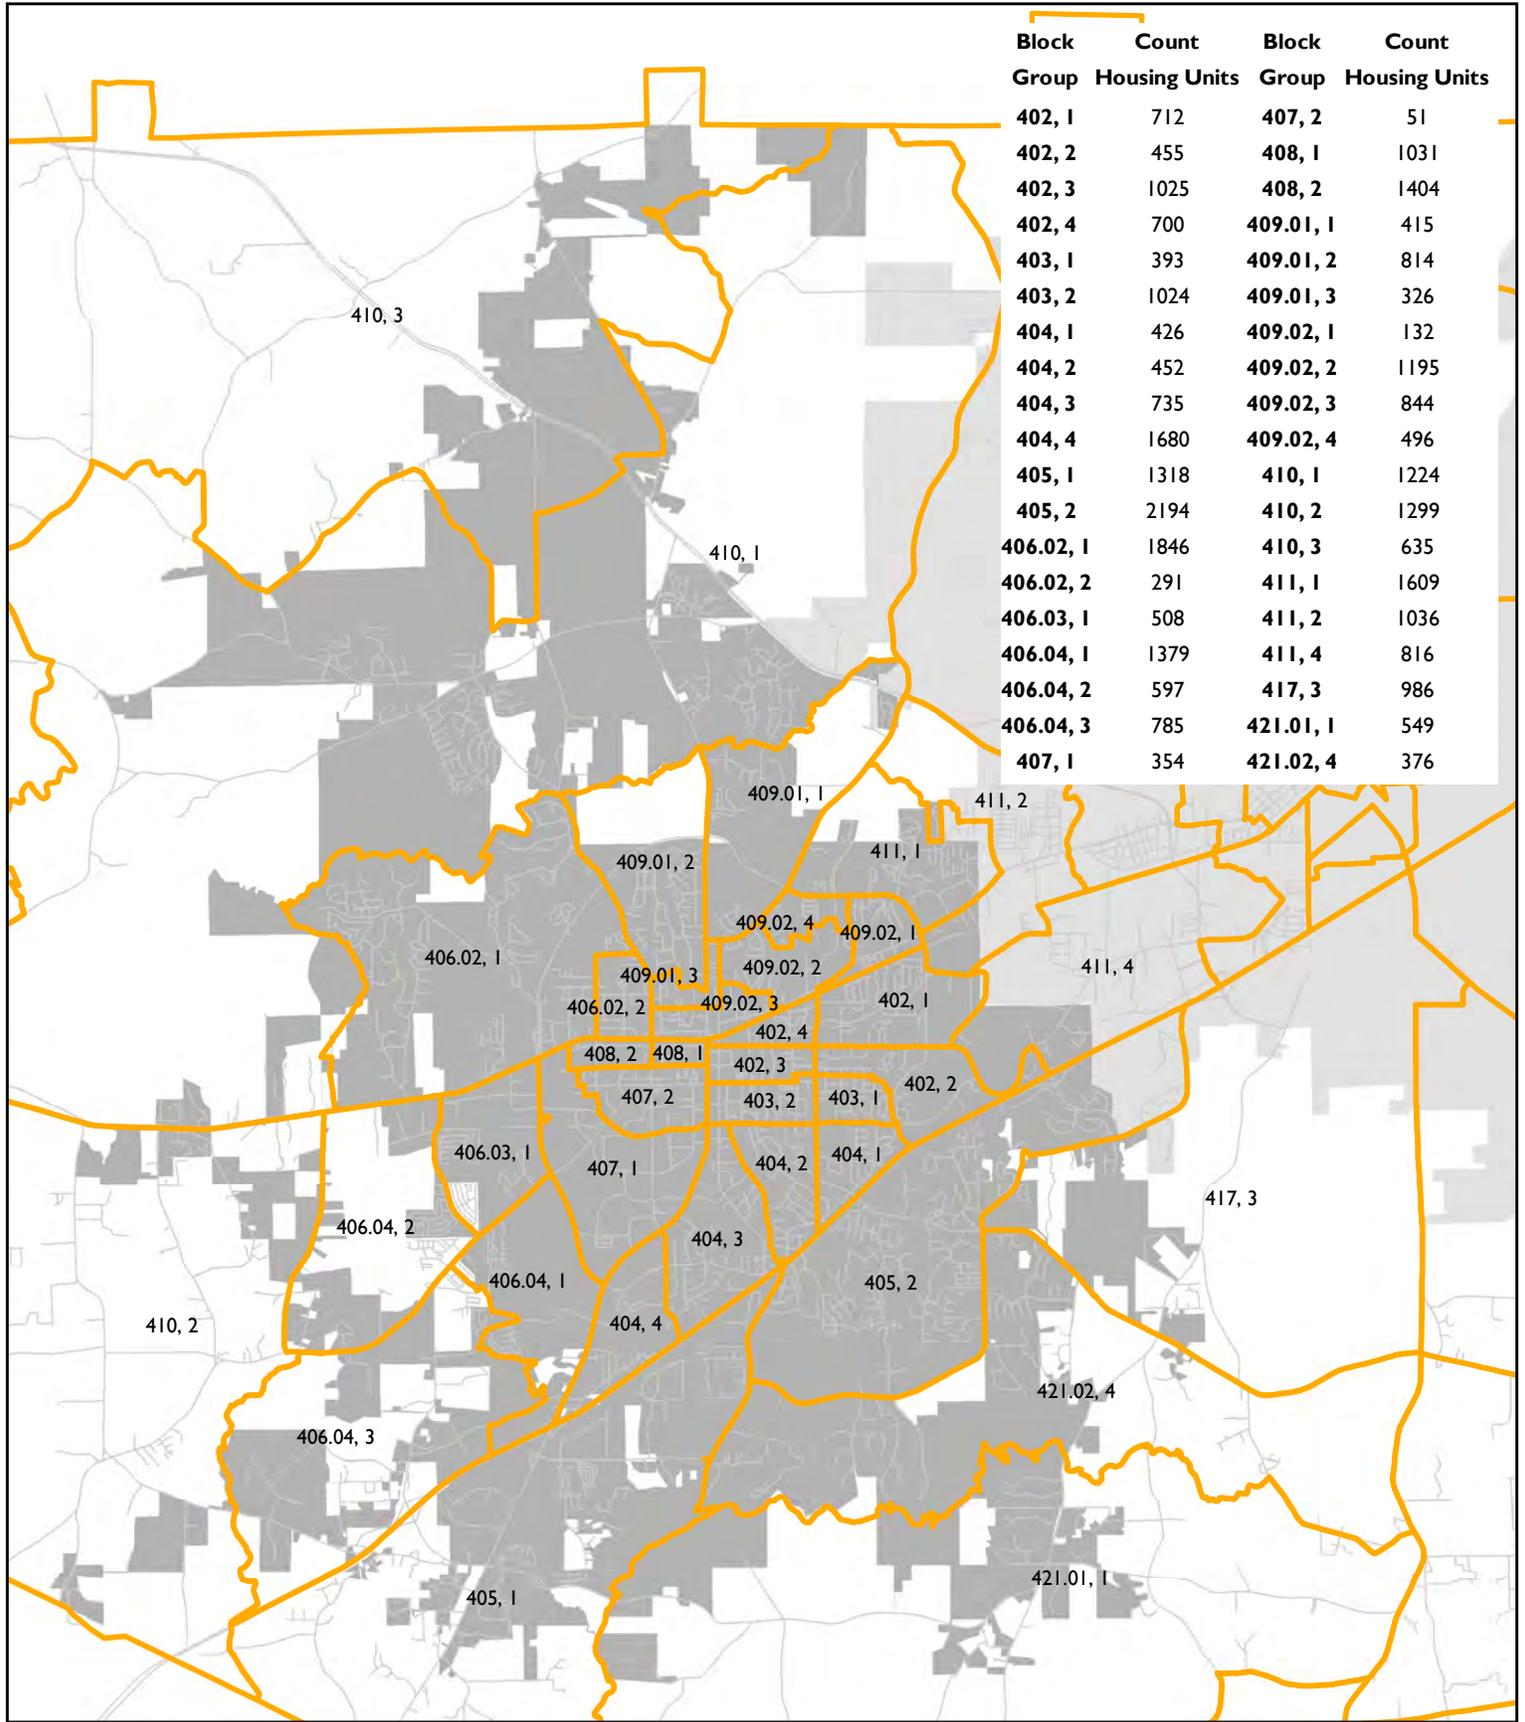 Block Count Block Count
Group Housing Units Group Housing Units
402, 1 712 407, 2 51
402, 2 455 408, 1 1031
402, 3 1025 408, 2 1404
402, 4 700 409.01, 1 415
403, 1 393 409.01, 2 814
403, 2 1024 409.01, 3 326
404, 1 426 409.02, 1 132
404, 2 452 409.02, 2 1195
404, 3 735 409.02, 3 844
404, 4 1680 409.02, 4 496
405, 1 1318 410, 1 1224
405, 2 2194 410, 2 1299
406.02, 1 1846 410, 3 635
406.02, 2 291 411, 1 1609
406.03, 1 508 411, 2 1036
406.04, 1 1379 411, 4 816
406.04, 2 597 417, 3 986
406.04, 3 785 421.01, 1 549
407, 1 354 421.02, 4 376
410, 3
410, 1
409.01, 1
411, 2
411, 1
409.01, 2
409.02, 4
409.02, 1
406.02, 1
409.02, 2
411, 4
409.01, 3
406.02, 2
409.02, 3
402, 1
402, 4
408, 2
408, 1
402, 3
402, 2
407, 2
403, 2
403, 1
406.03, 1
407, 1
404, 2
404, 1
417, 3
406.04, 2
404, 3
406.04, 1
405, 2
410, 2
404, 4
421.02, 4
406.04, 3
421.01, 1
405, 1